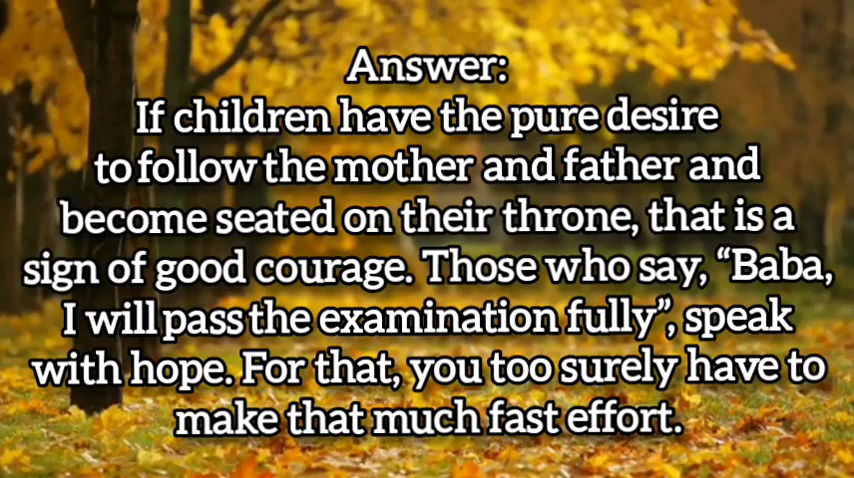 Answer:
If children have the pure desire
to follow the mother and father and
become seated on their throne, that is a
sign of good courage. Those who say, “Baba,
I will pass the examination fully”, speak
with hope. For that, you too surely have to
make that much fast effort.